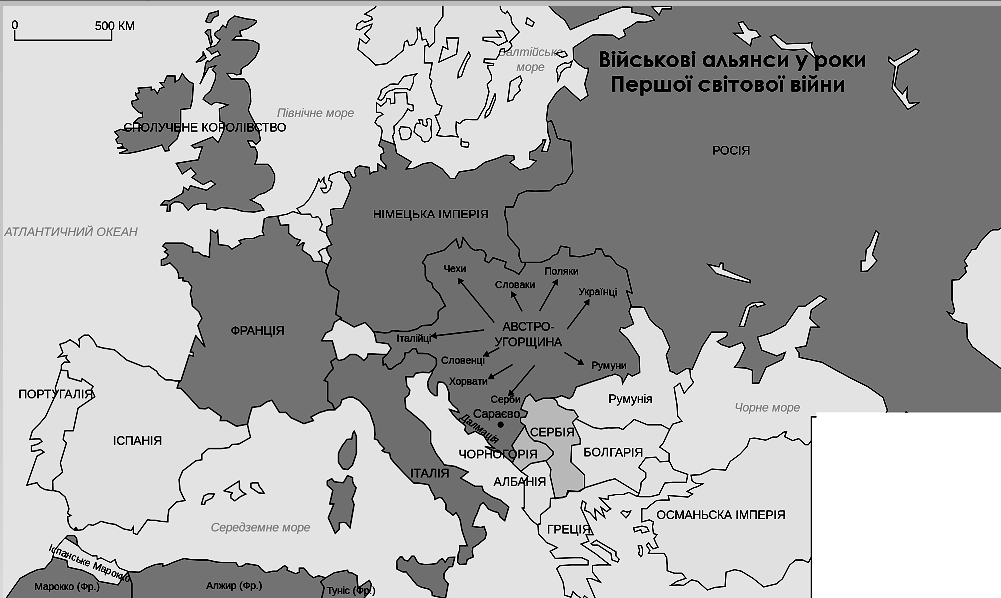 0 500 КМ
Військові альянси у роки
Першої світової війни
Балтійське
море
Північне море
СПОЛУЧЕНЕ КОРОЛІВСТВО
РОСІЯ
НІМЕЦЬКА ІМПЕРІЯ
АТЛАНТИЧНИЙ ОКЕАН
Чехи
Поляки
Словаки
Українці
ФРАНЦІЯ
АВСТРО-
УГОРЩИНА
Італійці
Словенці
Румуни
Хорвати
ПОРТУГАЛІЯ
Серби
Румунія
Чорне море
Сараєво
Далмація
СЕРБІЯ
ІСПАНІЯ
ЧОРНОГОРІЯ
БОЛГАРІЯ
ІТАЛІЯ
АЛБАНІЯ
ОСМАНЬСКА ІМПЕРІЯ
Середземне море
ГРЕЦІЯ
Іспанське Марокко
Марокко (Фр.)
Алжир (Фр.)
Туніс (Фр.)